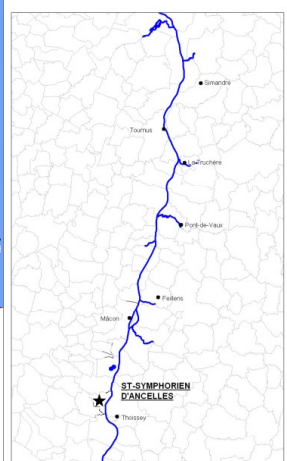 Simandre
Tournus
La Truchère
Pont-de-Vaux
Feillens
Mâcon
ST-SYMPHORIEN
D'ANCELLES
Thoissey